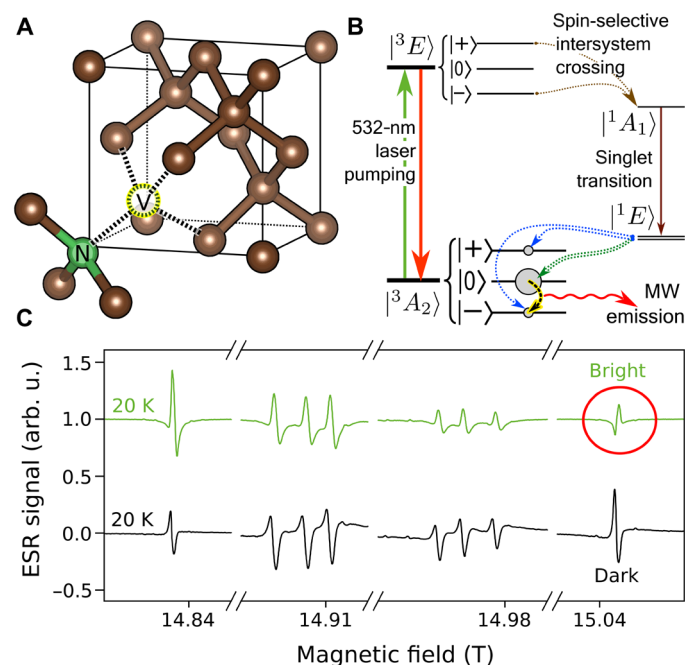 A
V
N
B
|³E⟩
|+⟩
|0⟩
|−⟩
Spin-selective
intersystem
crossing
|¹A₁⟩
532-nm
laser
pumping
Singlet
transition
|¹E⟩
|+⟩
|0⟩
|−⟩
|³A₂⟩
MW
emission
C
ESR signal (arb. u.)
1.5
1.0
0.5
0.0
−0.5
20 K
Bright
20 K
Dark
14.84
14.91
14.98
15.04
Magnetic field (T)